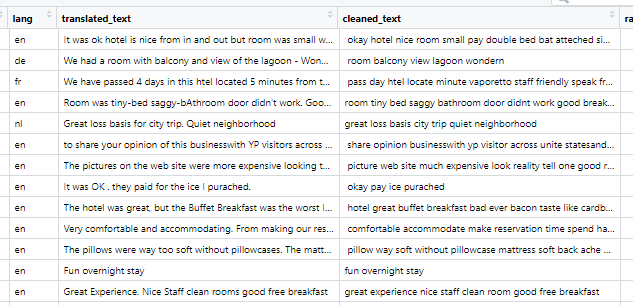 lang translated_text cleaned_text ra
en It was ok hotel is nice from in and out but room was small w... okay hotel nice room small pay double bed bat atteched si...
de We had a room with balcony and view of the lagoon - Won... room balcony view lagoon wondern
fr We have passed 4 days in this htel located 5 minutes from t... pass day htel locate minute vaporetto staff friendly speak fr...
en Room was tiny-bed saggy-bAthroom door didn't work. Goo... room tiny bed saggy bathroom door didnt work good break...
nl Great loss basis for city trip. Quiet neighborhood great loss basis for city trip quiet neighborhood
en to share your opinion of this businesswith YP visitors across ... share opinion businesswith yp visitor across unite statesand...
en The pictures on the web site were more expensive looking t... picture web site much expensive look reality tell one good r...
en It was OK . they paid for the ice I purached. okay pay ice purached
en The hotel was great, but the Buffet Breakfast was the worst I... hotel great buffet breakfast bad ever bacon taste like cardb...
en Very comfortable and accommodating. From making our res... comfortable accommodate make reservation time spend ha...
en The pillows were way too soft without pillowcases. The matt... pillow way soft without pillowcase mattress soft back ache ...
en Fun overnight stay fun overnight stay
en Great Experience. Nice Staff clean rooms good free breakfast great experience nice staff clean room good free breakfast